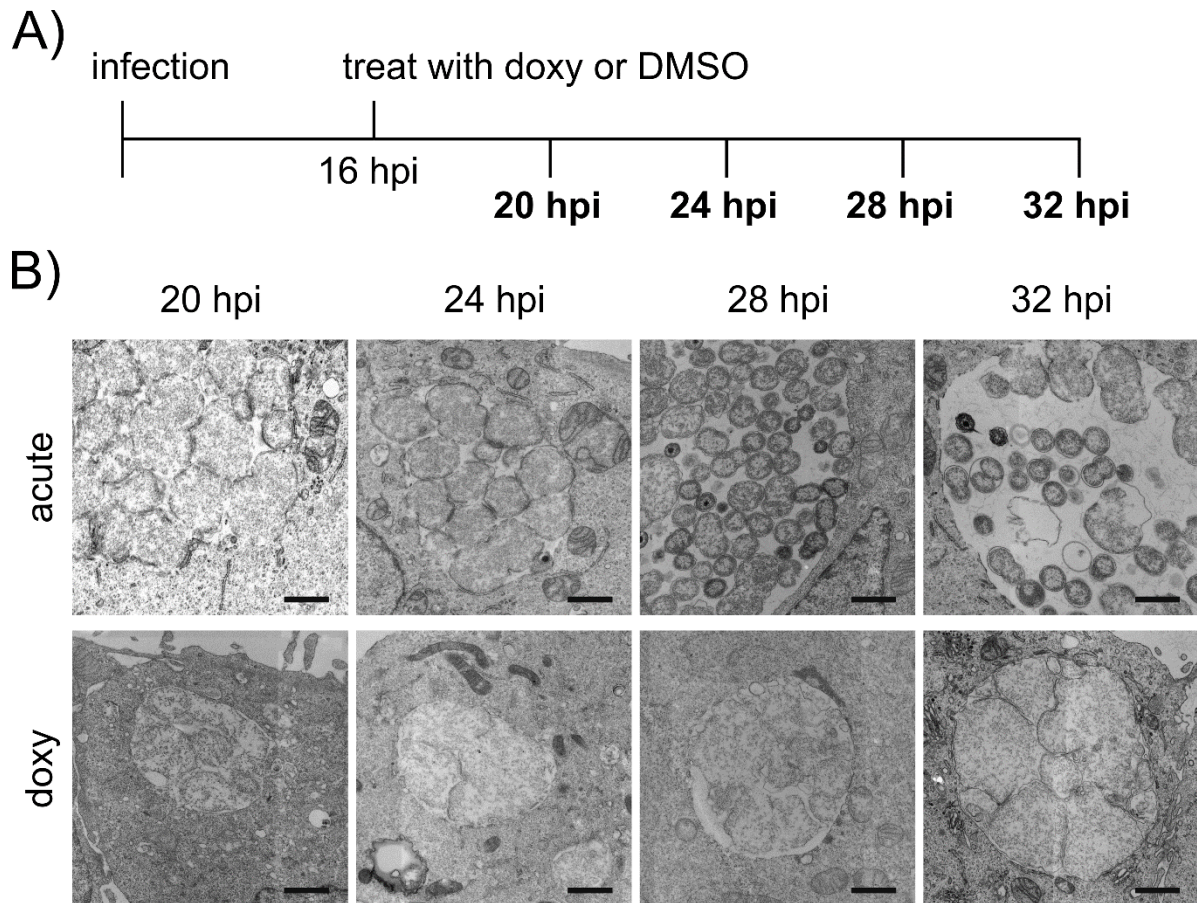 A)
infection
treat with doxy or DMSO
16 hpi
20 hpi
24 hpi
28 hpi
32 hpi
B)
20 hpi
24 hpi
28 hpi
32 hpi
acute
doxy